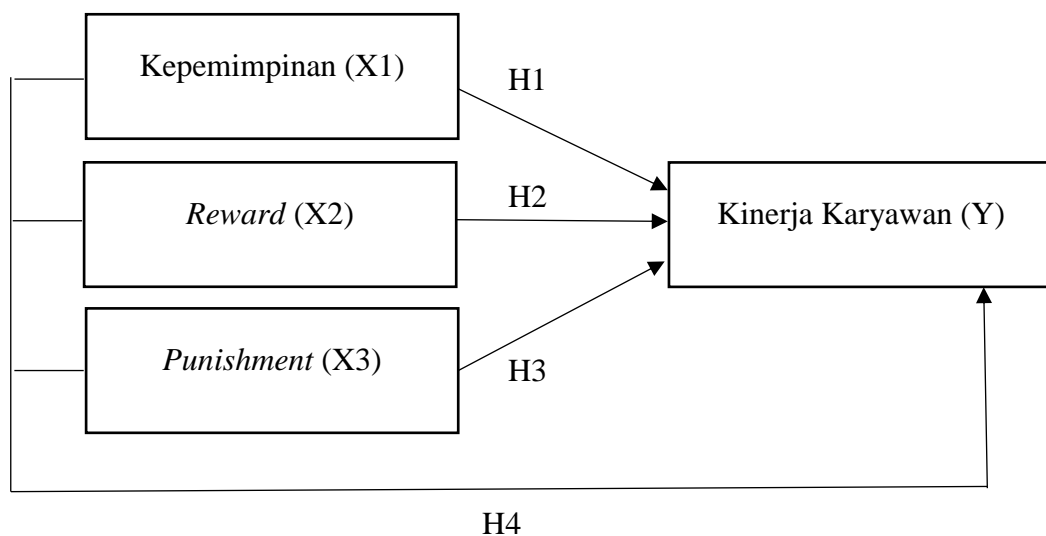 Kepemimpinan (X1)
H1
Reward (X2)
H2
Kinerja Karyawan (Y)
Punishment (X3)
H3
H4